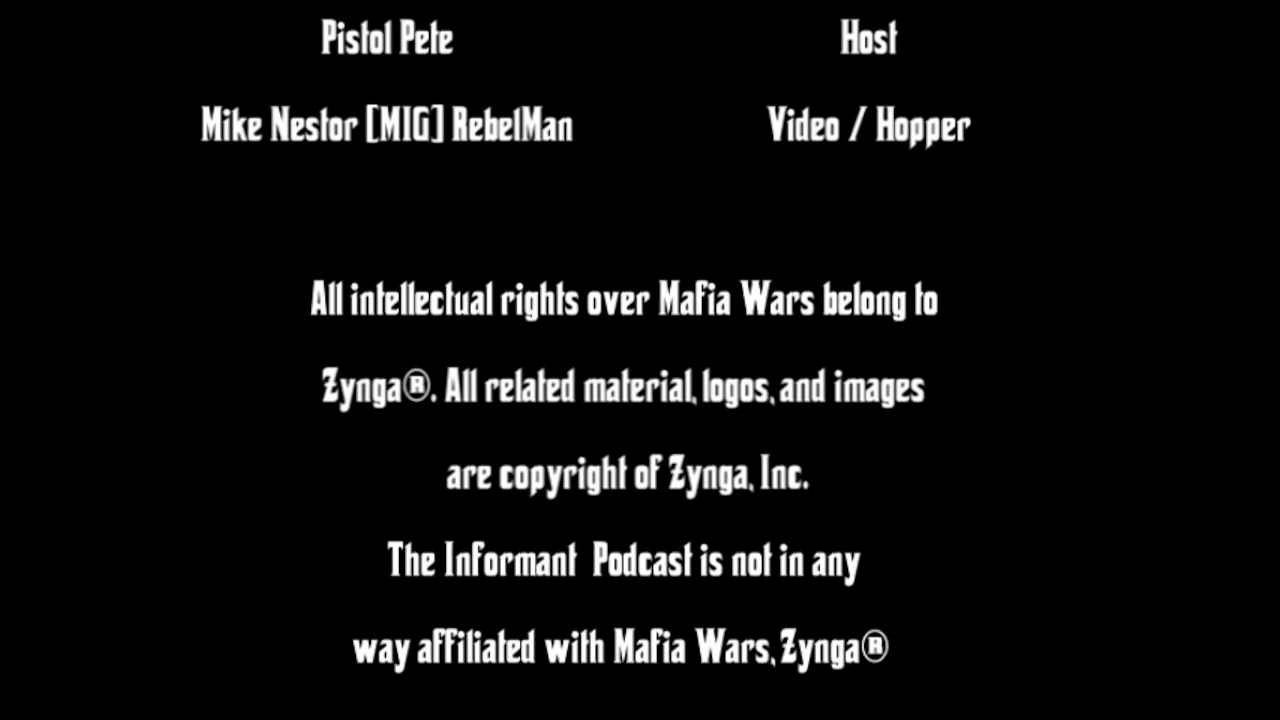 Pistol Pete Host
Mike Nestor [MIG] RebelMan Video / Hopper
All intellectual rights over Mafia Wars belong to
Zynga®. All related material, logos, and images
are copyright of Zynga, Inc.
The Informant Podcast is not in any
way affiliated with Mafia Wars, Zynga®